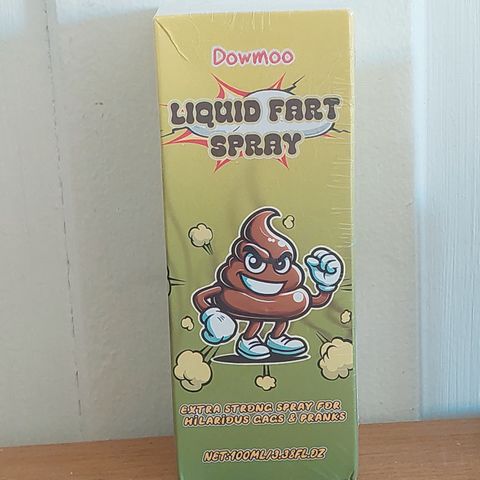 Dowmoo
LIQUID FART
SPRAY
EXTRA STRONG SPRAY FOR
HILARIOUS GAGS & PRANKS
NET:100ML/3.38FL.OZ